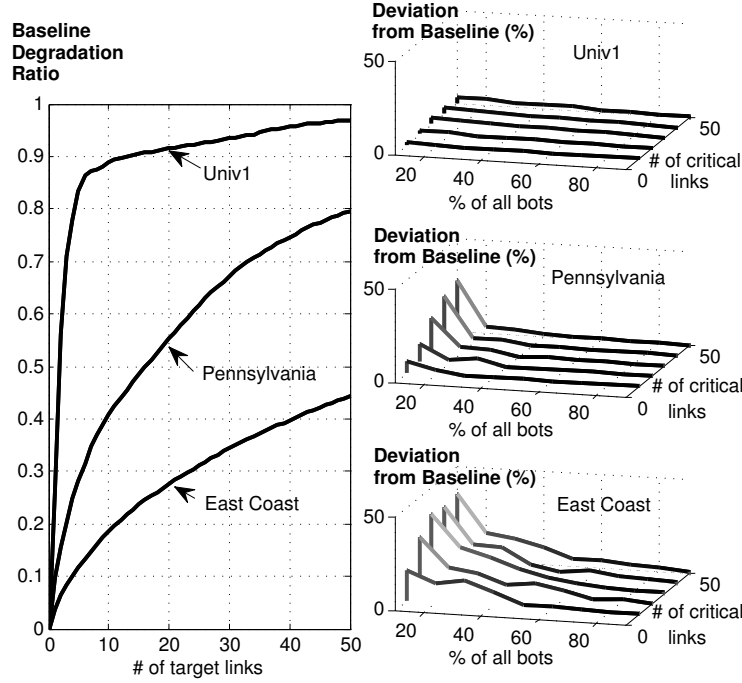 Baseline
Degradation
Ratio
1
0.9
0.8
0.7
0.6
0.5
0.4
0.3
0.2
0.1
0
0 10 20 30 40 50
# of target links
Univ1
Pennsylvania
East Coast
Deviation
from Baseline (%)
Univ1
50
0
20 40 60 80
% of all bots
0
50
# of critical
links
Deviation
from Baseline (%)
Pennsylvania
50
0
20 40 60 80
% of all bots
0
50
# of critical
links
Deviation
from Baseline (%)
East Coast
50
0
20 40 60 80
% of all bots
0
50
# of critical
links